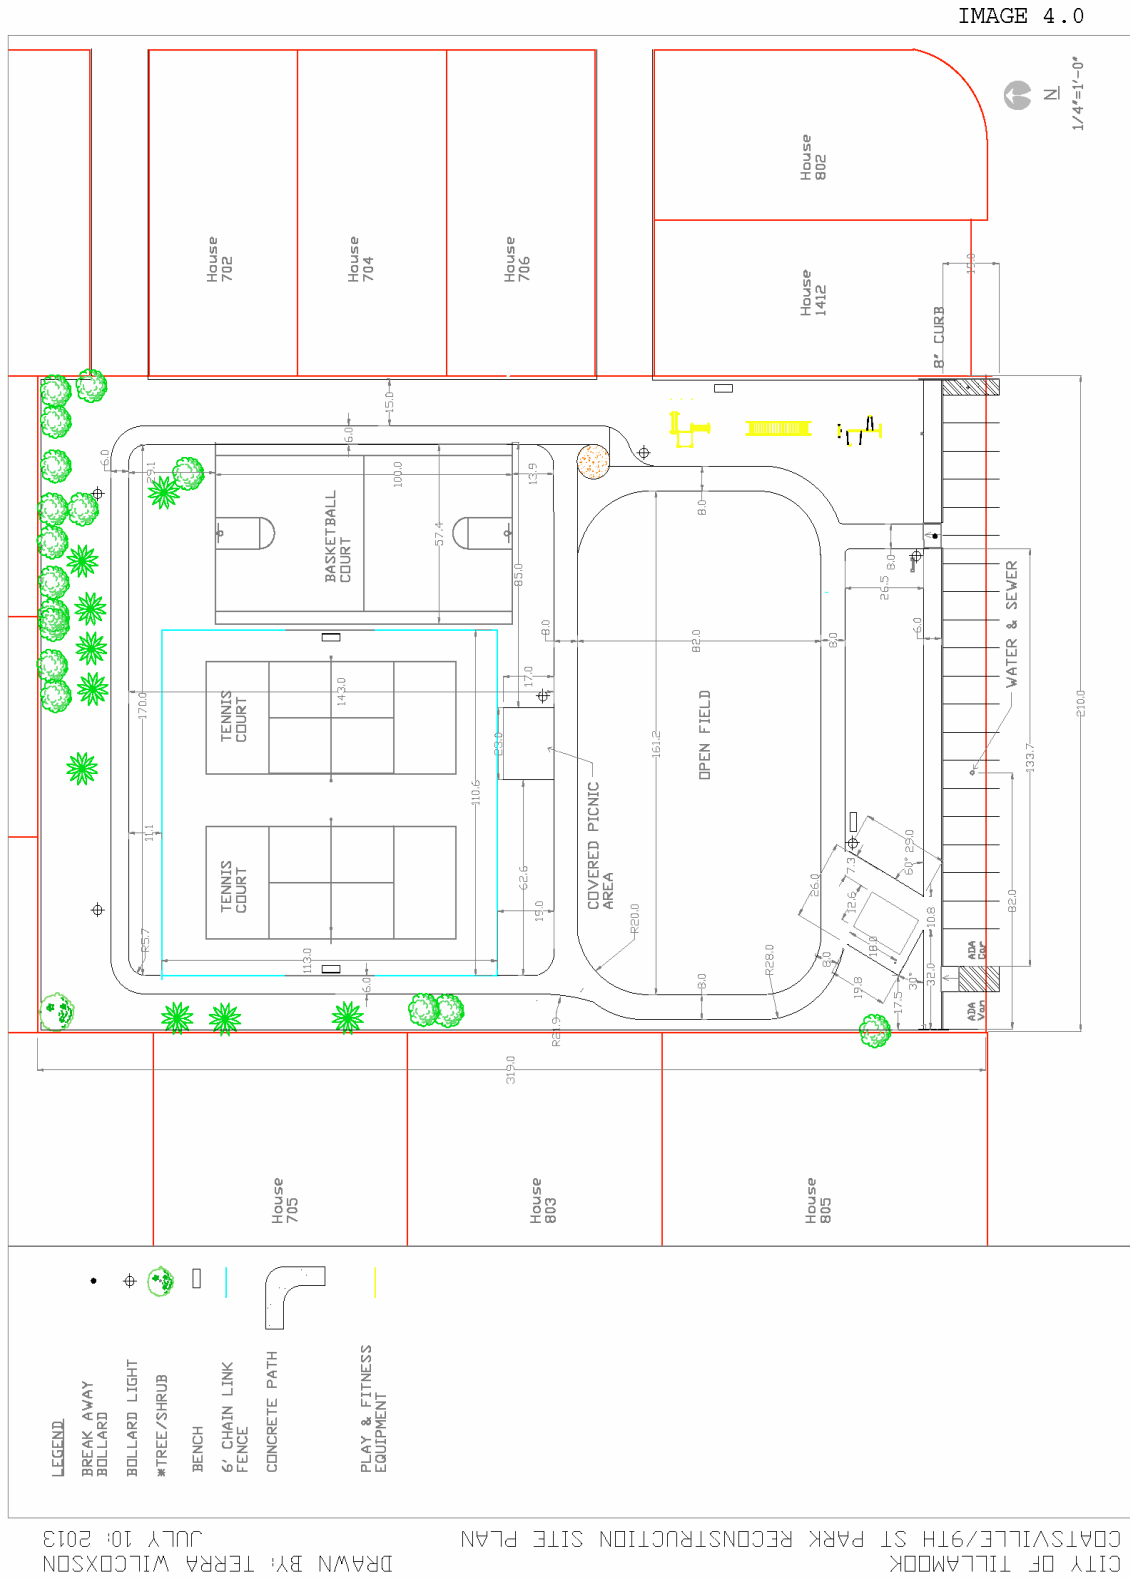 IMAGE 4.0
N
1/4"=1'-0"
House
802
House
702
House
704
House
706
House
1412
15.0
8" CURB
15.0
6.0
6.0
29.1
100.0
13.9
BASKETBALL
COURT
57.4
85.0
8.0
8.0
26.5
WATER & SEWER
8.0
82.0
8.0
6.0
17.0
TENNIS
COURT
143.0
170.0
OPEN FIELD
210.0
161.2
23.0
133.7
110.6
COVERED PICNIC
AREA
11.1
TENNIS
COURT
62.6
19.0
26.0
7.3
60°
29.0
12.6
10.8
82.0
R20.0
R5.7
113.0
18.0
8.0
R28.0
ADA
Car
6.0
8.0
19.8
30°
32.0
17.5
ADA
Van
R21.9
319.0
House
705
House
803
House
805
LEGEND
BREAK AWAY
BOLLARD
BOLLARD LIGHT
*TREE/SHRUB
BENCH
6' CHAIN LINK
FENCE
CONCRETE PATH
PLAY & FITNESS
EQUIPMENT
CITY OF TILLAMOOK
COATSVILLE/9TH ST PARK RECONSTRUCTION SITE PLAN
DRAWN BY: TERRA WILCOXSON
JULY 10: 2013